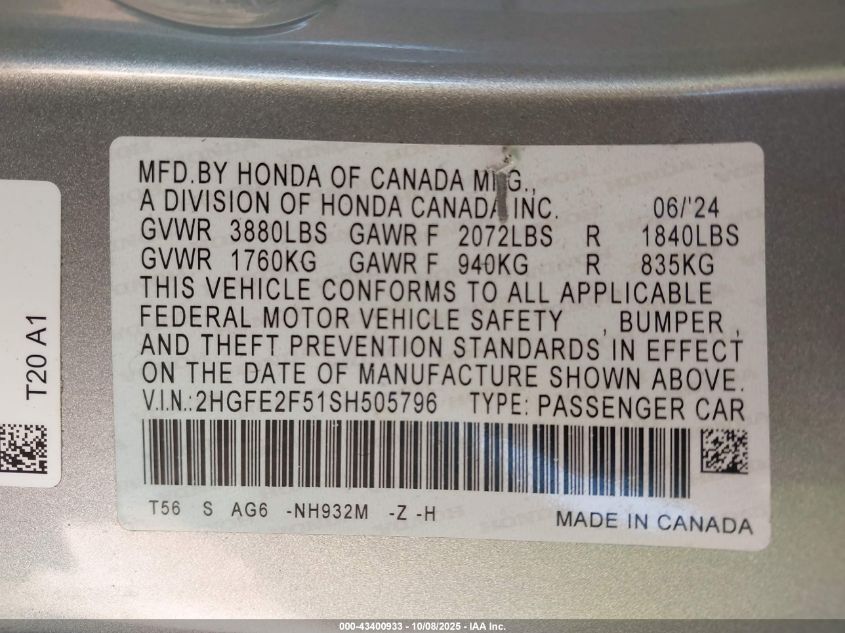 MFD.BY HONDA OF CANADA MFG.,
A DIVISION OF HONDA CANADA INC. 06/'24
GVWR 3880LBS GAWR F 2072LBS R 1840LBS
GVWR 1760KG GAWR F 940KG R 835KG
THIS VEHICLE CONFORMS TO ALL APPLICABLE
FEDERAL MOTOR VEHICLE SAFETY , BUMPER ,
AND THEFT PREVENTION STANDARDS IN EFFECT
ON THE DATE OF MANUFACTURE SHOWN ABOVE.
V.I.N.: 2HGFE2F51SH505796 TYPE: PASSENGER CAR
T56 S AG6 -NH932M -Z -H
MADE IN CANADA
T20 A1
000-43400933 - 10/08/2025 - IAA Inc.